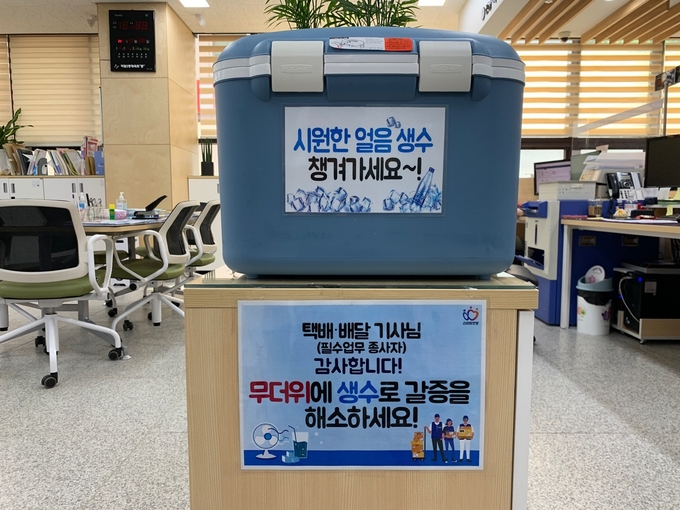 시원한 얼음 생수
챙겨가세요~!
택배·배달 기사님
(필수업무 종사자)
감사합니다!
무더위에 생수로 갈증을
해소하세요!